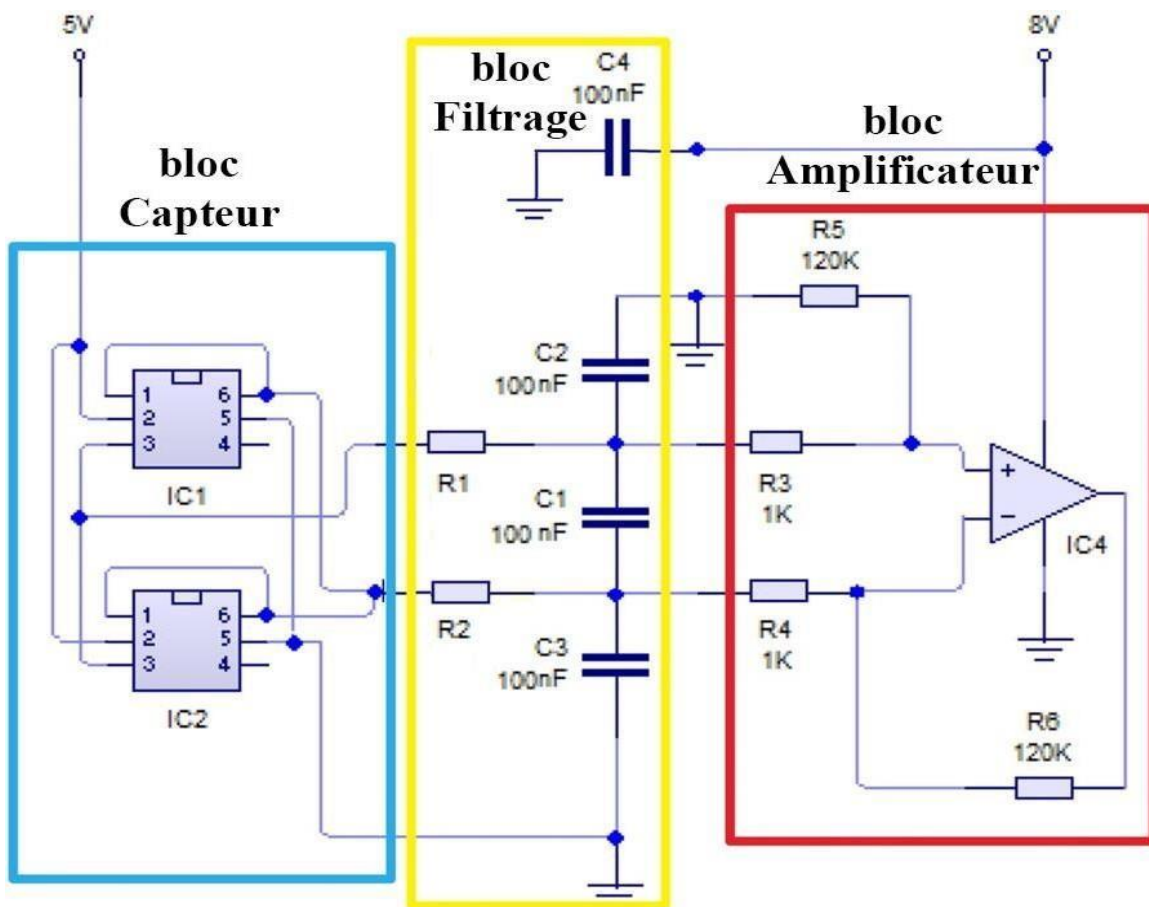 5V
8V
bloc
Filtrage
C4
100nF
bloc
Amplificateur
bloc
Capteur
R5
120K
C2
100nF
1
2
3
6
5
4
IC1
R1
R3
1K
C1
100nF
+
-
IC4
1
2
3
6
5
4
IC2
R2
R4
1K
C3
100nF
R6
120K